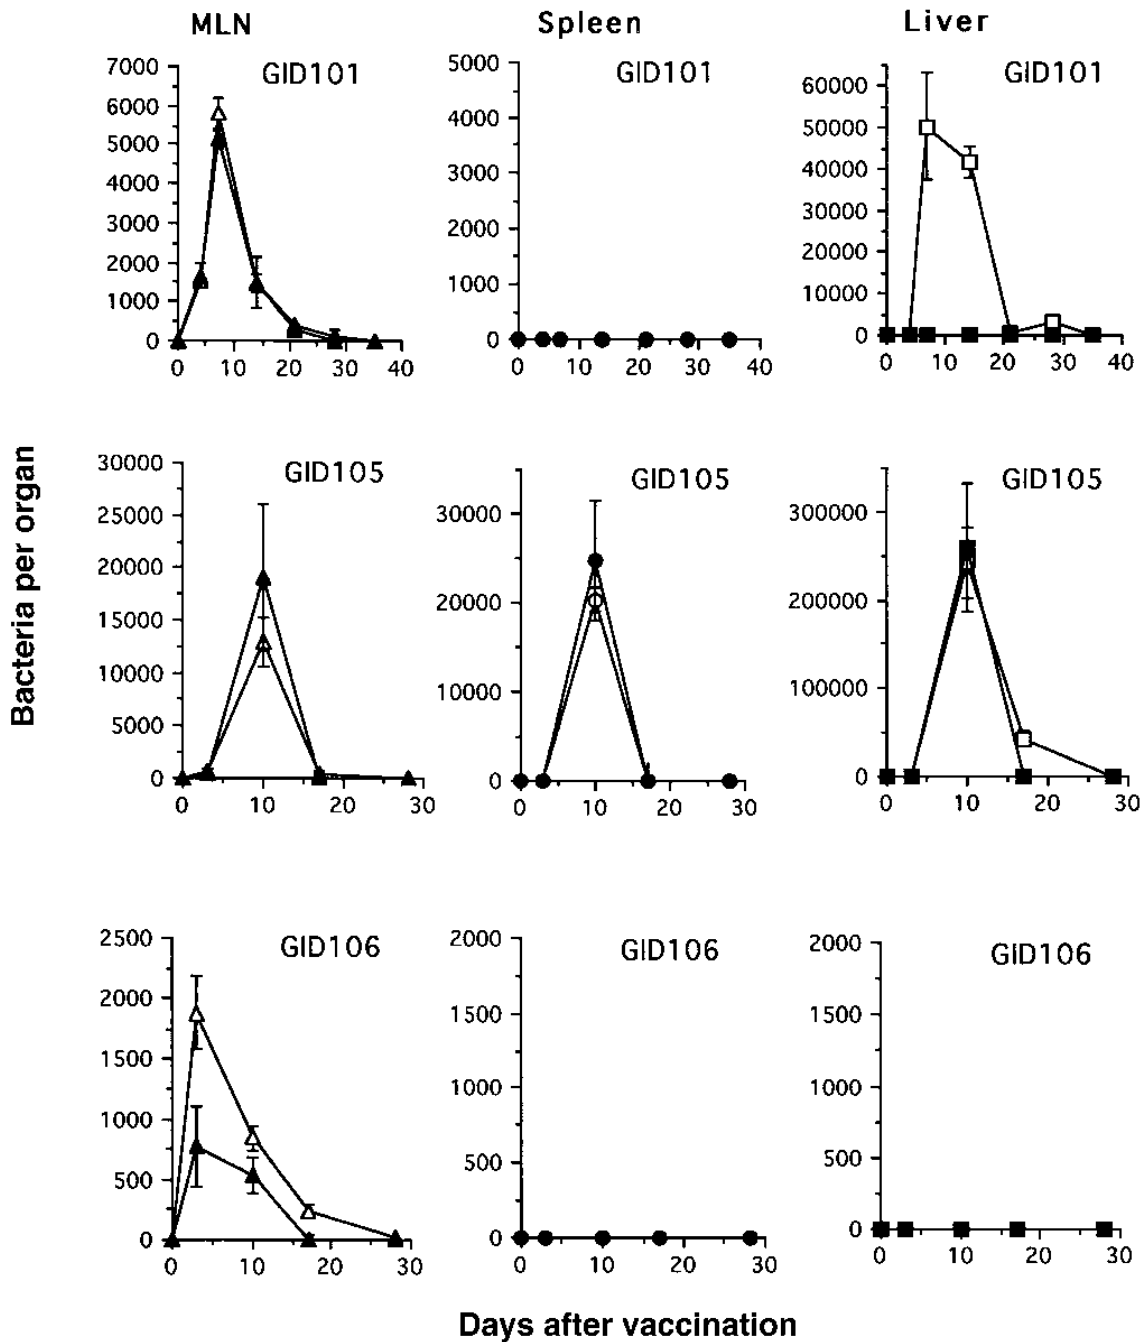 MLN
Spleen
Liver
GID101
7000
6000
5000
4000
3000
2000
1000
0
0 10 20 30 40
GID101
5000
4000
3000
2000
1000
0
0 10 20 30 40
GID101
60000
50000
40000
30000
20000
10000
0
0 10 20 30 40
Bacteria per organ
GID105
30000
25000
20000
15000
10000
5000
0
0 10 20 30
GID105
30000
20000
10000
0
0 10 20 30
GID105
300000
200000
100000
0
0 10 20 30
GID106
2500
2000
1500
1000
500
0
0 10 20 30
GID106
2000
1500
1000
500
0
0 10 20 30
GID106
2000
1500
1000
500
0
0 10 20 30
Days after vaccination